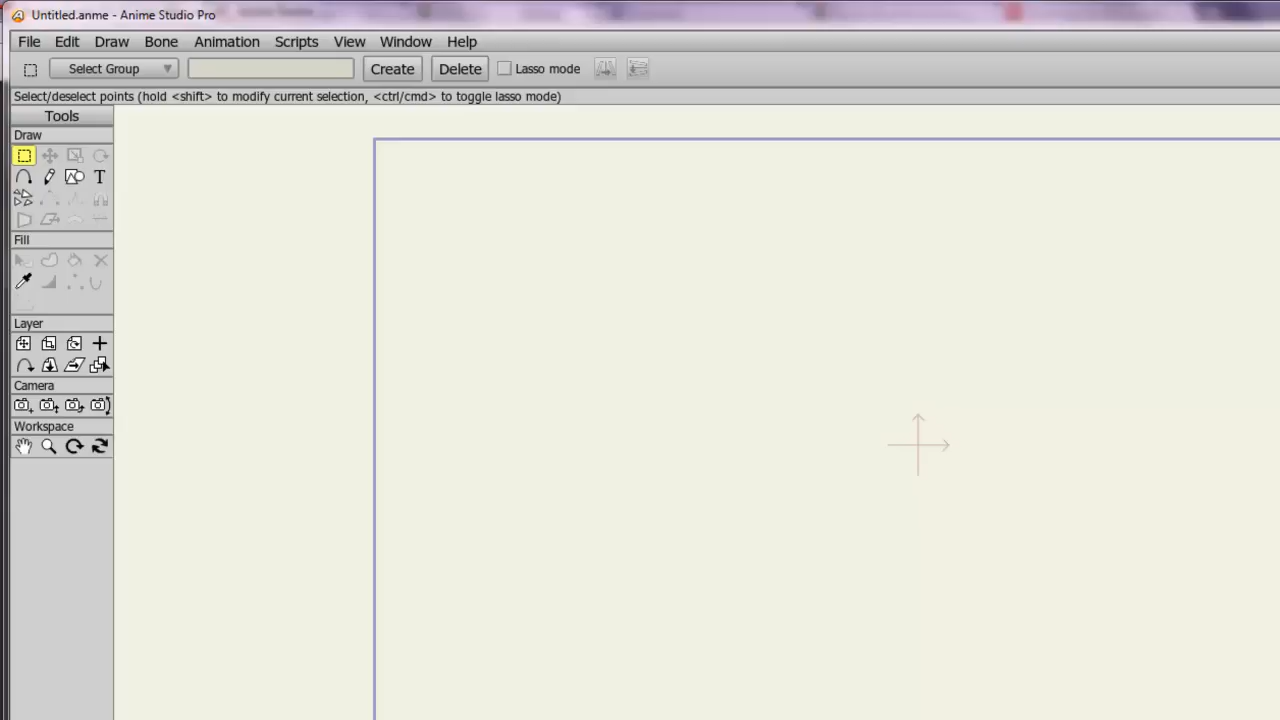 Untitled.anme - Anime Studio Pro
File Edit Draw Bone Animation Scripts View Window Help
Select Group Create Delete Lasso mode
Select/deselect points (hold <shift> to modify current selection, <ctrl/cmd> to toggle lasso mode)
Tools
Draw
T
Fill
Layer
Camera
Workspace